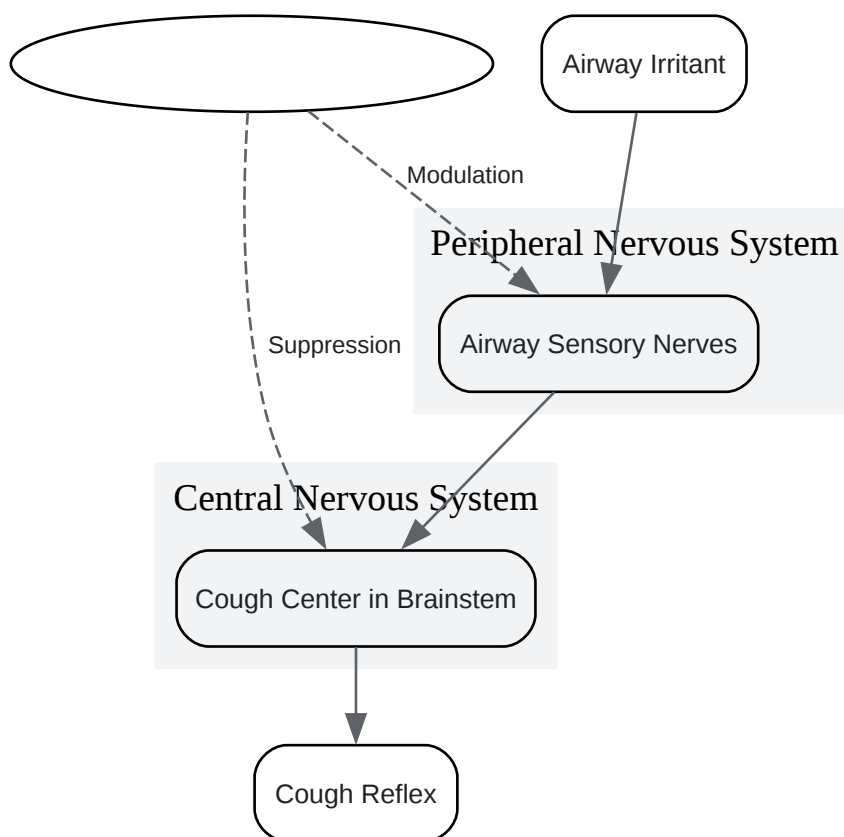 Airway Irritant
Modulation
Peripheral Nervous System
Airway Sensory Nerves
Suppression
Central Nervous System
Cough Center in Brainstem
Cough Reflex